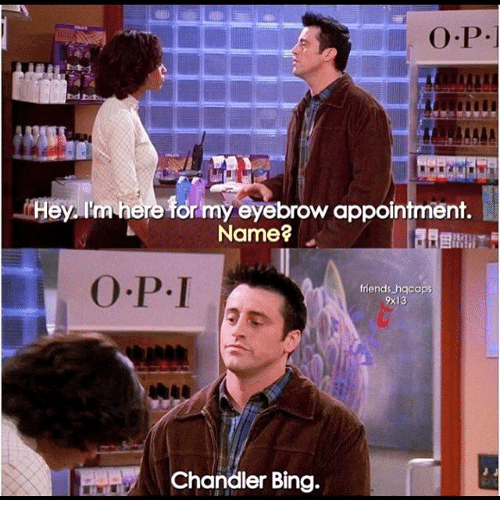 O·P·I
Hey. I'm here for my eyebrow appointment.
Name?
O·P·I
friends_hqcaps
9x13
Chandler Bing.